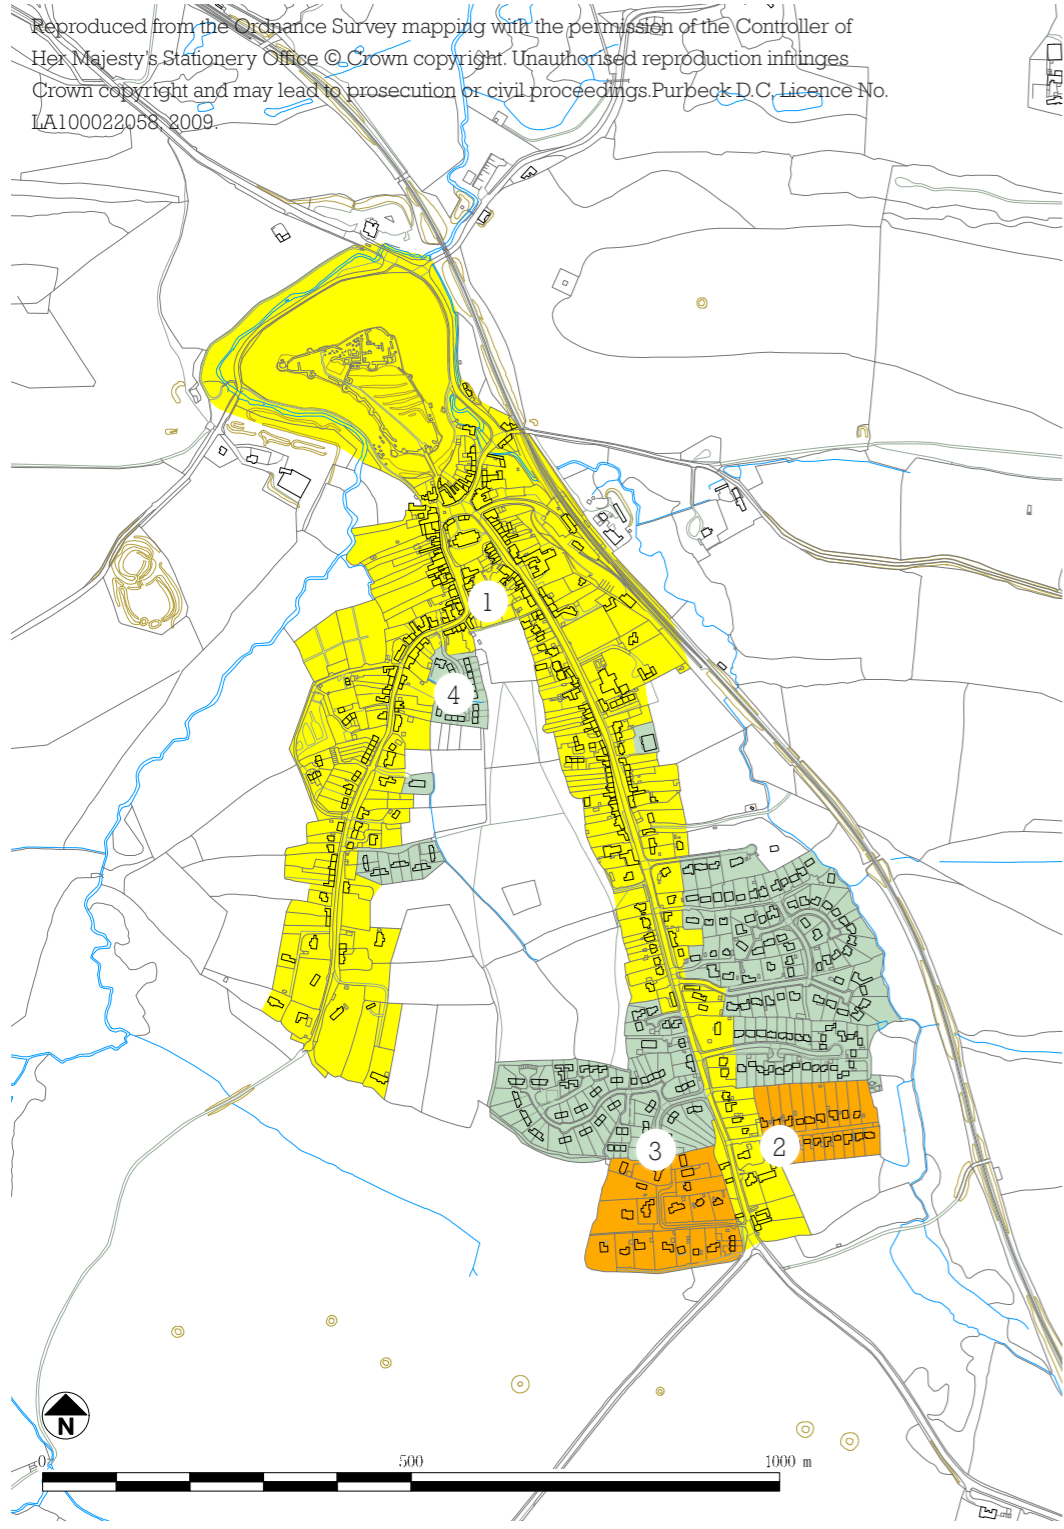 Reproduced from the Ordnance Survey mapping with the permission of the Controller of
Her Majesty's Stationery Office © Crown copyright. Unauthorised reproduction infringes
Crown copyright and may lead to prosecution or civil proceedings.Purbeck D.C. Licence No.
LA100022058, 2009.
1
4
2
3
N
0 500 1000 m